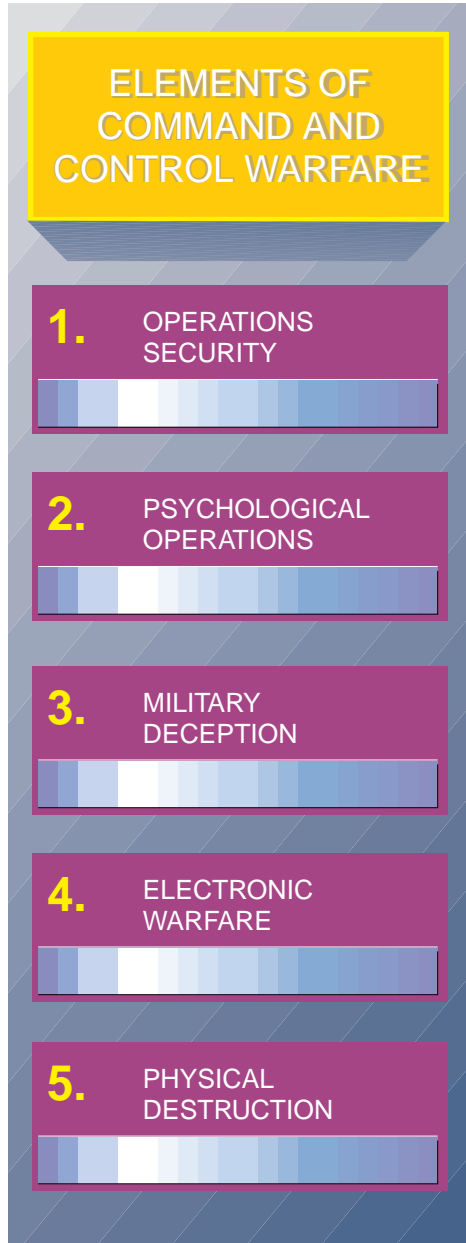 ELEMENTS OF
COMMAND AND
CONTROL WARFARE
1. OPERATIONS
SECURITY
2. PSYCHOLOGICAL
OPERATIONS
3. MILITARY
DECEPTION
4. ELECTRONIC
WARFARE
5. PHYSICAL
DESTRUCTION